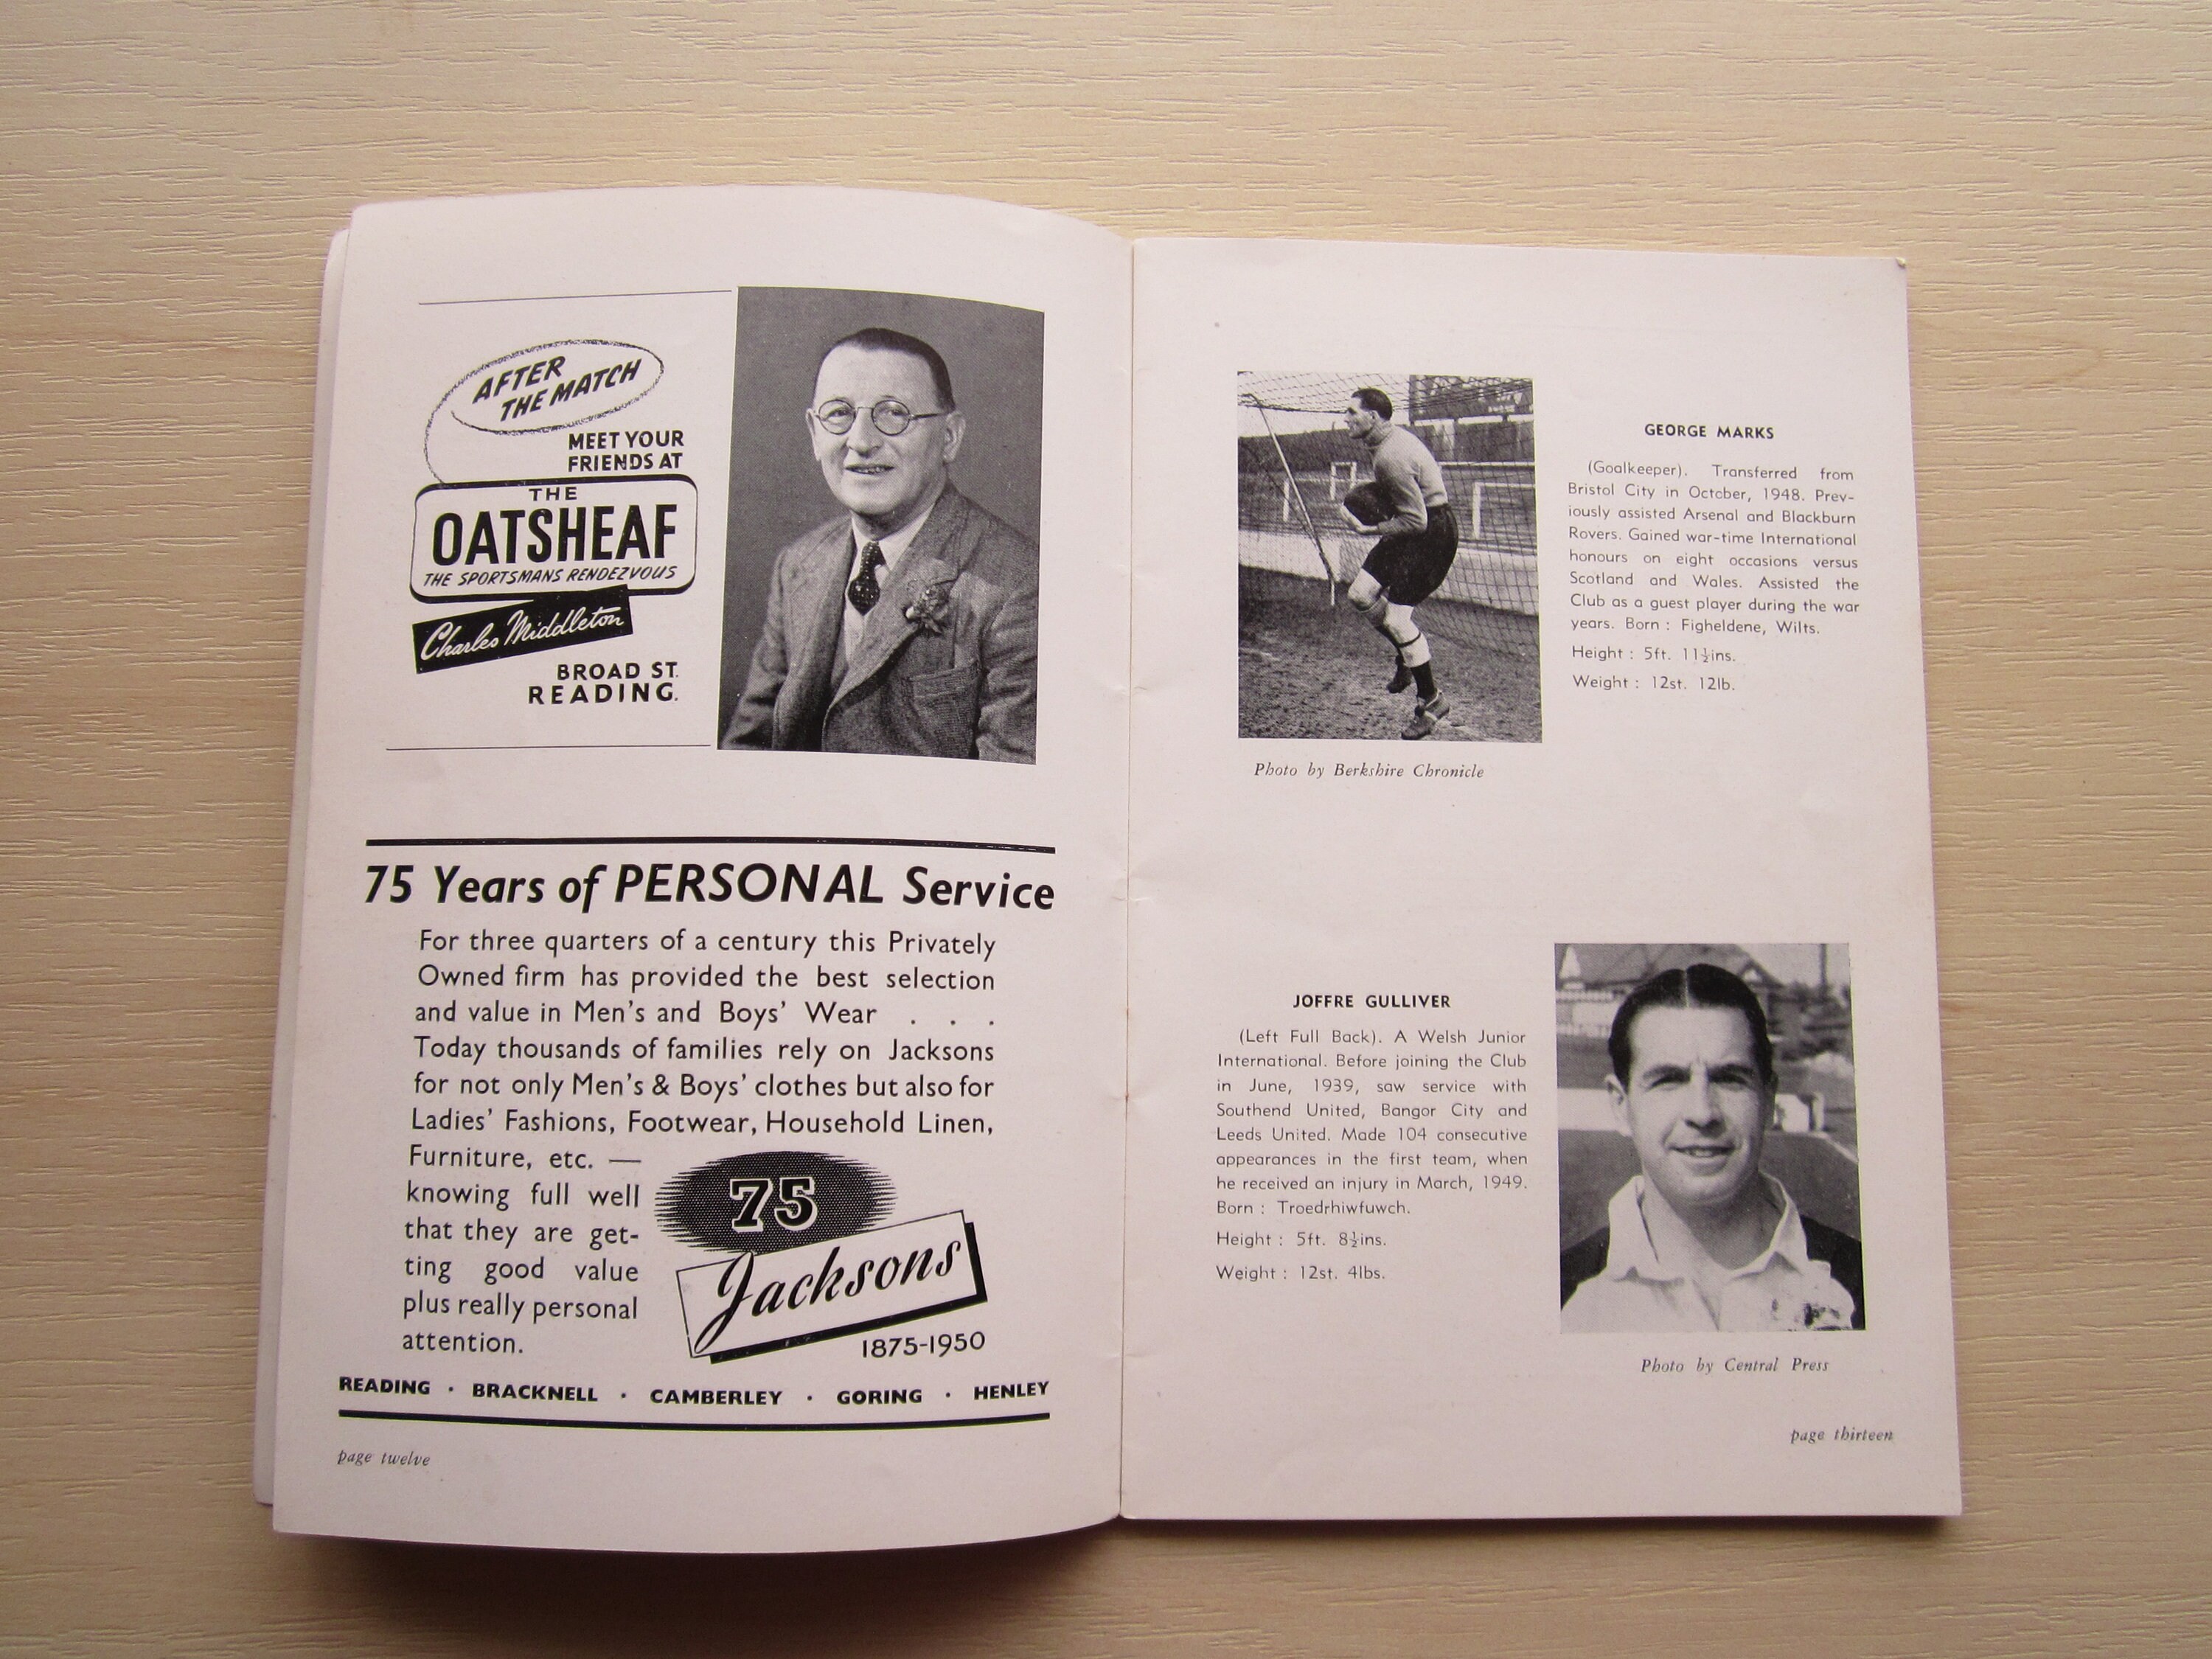 AFTER
THE MATCH
MEET YOUR
FRIENDS AT
THE
OATSHEAF
THE SPORTSMANS RENDEZVOUS
Charles Middleton
BROAD ST.
READING.
75 Years of PERSONAL Service
For three quarters of a century this Privately
Owned firm has provided the best selection
and value in Men's and Boys' Wear . . .
Today thousands of families rely on Jacksons
for not only Men's & Boys' clothes but also for
Ladies' Fashions, Footwear, Household Linen,
Furniture, etc. —
knowing full well
that they are get-
ting good value
plus really personal
attention.
75
Jacksons
1875-1950
READING · BRACKNELL · CAMBERLEY · GORING · HENLEY
page twelve
GEORGE MARKS
(Goalkeeper). Transferred from
Bristol City in October, 1948. Prev-
iously assisted Arsenal and Blackburn
Rovers. Gained war-time International
honours on eight occasions versus
Scotland and Wales. Assisted the
Club as a guest player during the war
years. Born : Figheldene, Wilts.
Height : 5ft. 11½ins.
Weight : 12st. 12lb.
Photo by Berkshire Chronicle
JOFFRE GULLIVER
(Left Full Back). A Welsh Junior
International. Before joining the Club
in June, 1939, saw service with
Southend United, Bangor City and
Leeds United. Made 104 consecutive
appearances in the first team, when
he received an injury in March, 1949.
Born : Troedrhiwfuwch.
Height : 5ft. 8½ins.
Weight : 12st. 4lbs.
Photo by Central Press
page thirteen